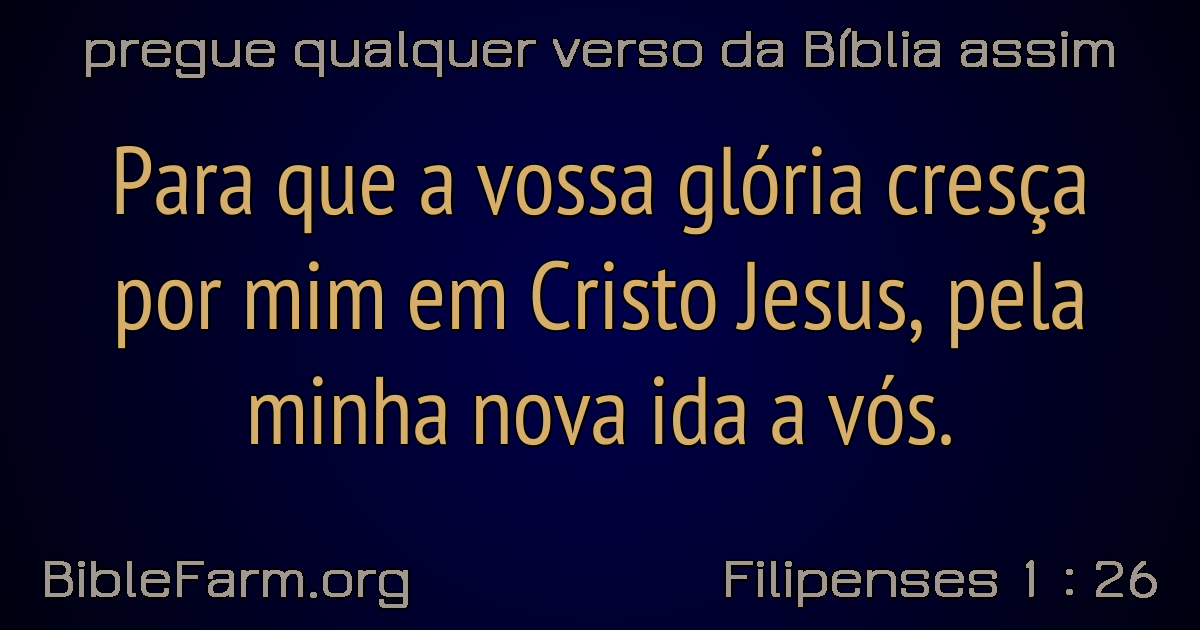 pregue qualquer verso da Bíblia assim
Para que a vossa glória cresça
por mim em Cristo Jesus, pela
minha nova ida a vós.
BibleFarm.org
Filipenses 1 : 26